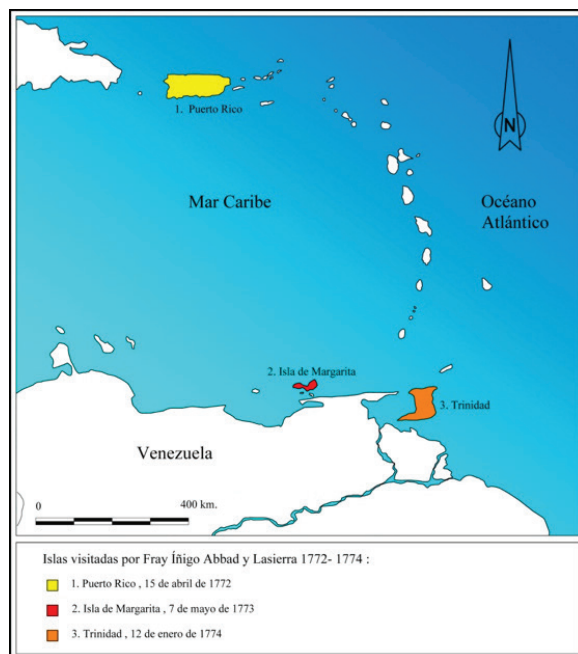 1. Puerto Rico
N
Mar Caribe
Océano
Atlántico
2. Isla de Margarita
3. Trinidad
Venezuela
0
400 km.
Islas visitadas por Fray Íñigo Abbad y Lasierra 1772- 1774 :
1. Puerto Rico , 15 de abril de 1772
2. Isla de Margarita , 7 de mayo de 1773
3. Trinidad , 12 de enero de 1774